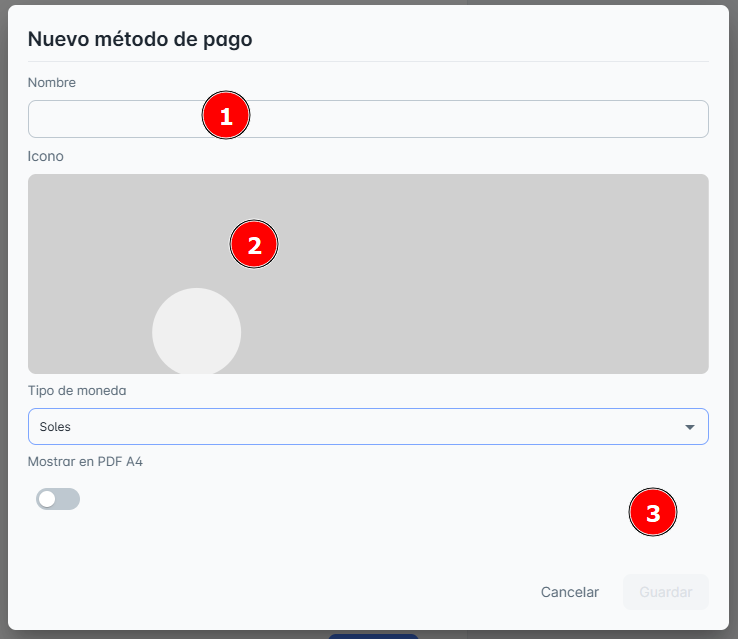 Nuevo método de pago
Nombre
1
Icono
2
Tipo de moneda
Soles
Mostrar en PDF A4
3
Cancelar
Guardar